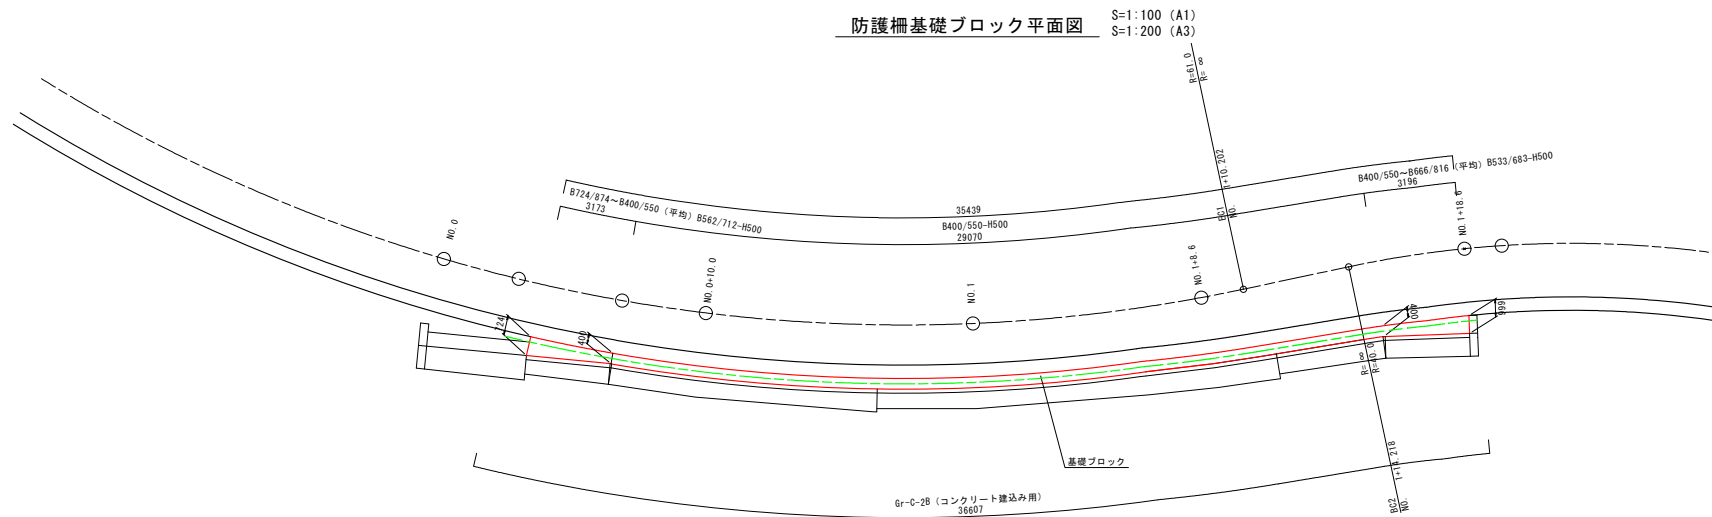 防護柵基礎ブロック平面図
S=1:100 (A1)
S=1:200 (A3)
R=61.0
R=∞
BC1
NO. 1+10.202
35439
B724/874～B400/550 (平均) B562/712-H500
3173
B400/550-H500
29070
B400/550～B666/816 (平均) B533/683-H500
3196
NO.0
NO.0+10.0
NO.1
NO.1+8.6
NO.1+18.6
724
400
400
666
R=∞
R=40.0
BC2
NO. 1+14.218
基礎ブロック
Gr-C-2B (コンクリート建込み用)
36607